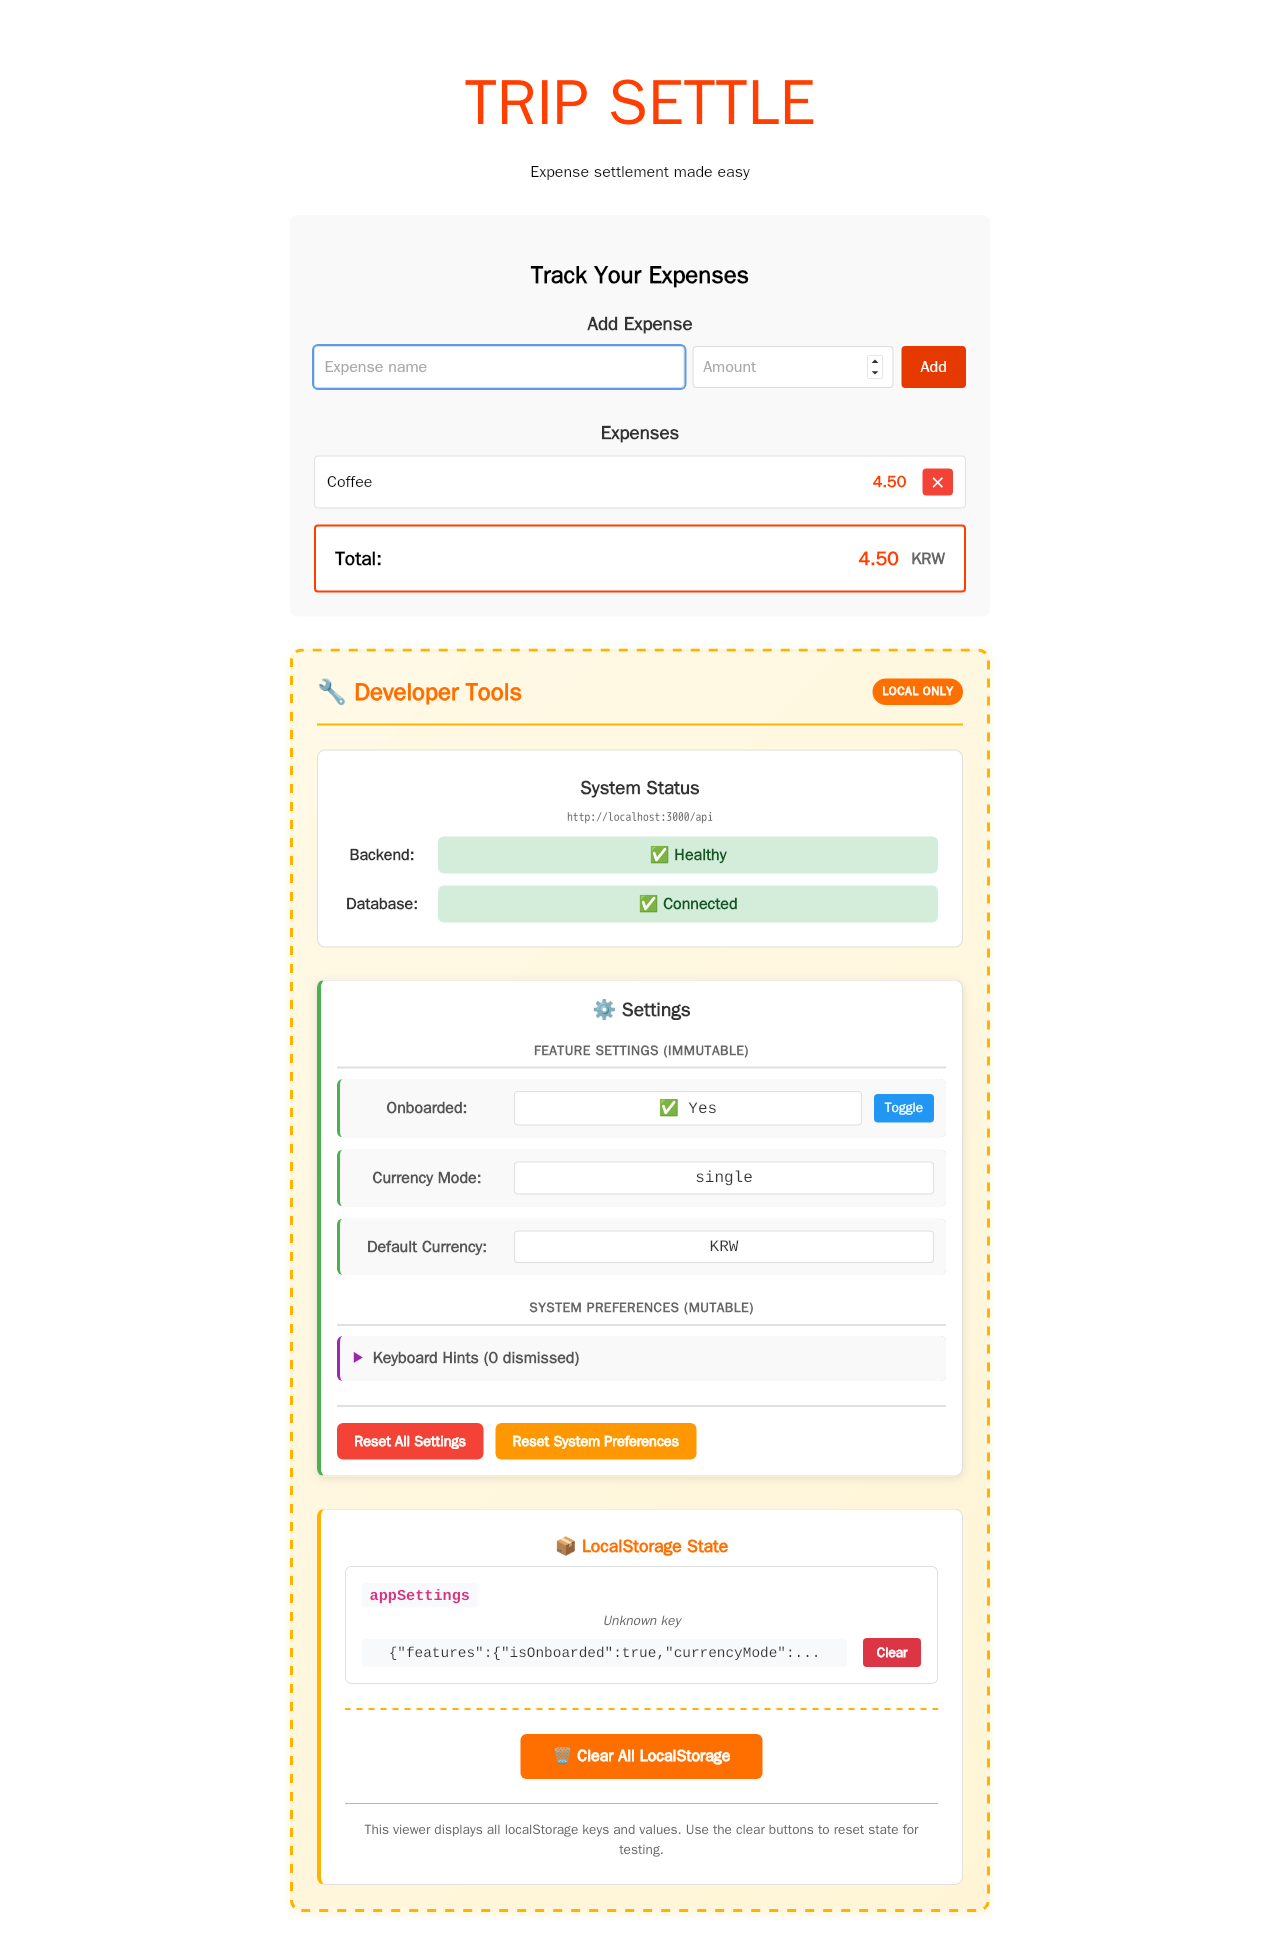 TRIP SETTLE
Expense settlement made easy
Track Your Expenses
Add Expense
Expense name
Amount
Add
Expenses
Coffee 4.50 ✕
Total: 4.50 KRW
🔧 Developer Tools LOCAL ONLY
System Status
http://localhost:3000/api
Backend: ✅ Healthy
Database: ✅ Connected
⚙️ Settings
FEATURE SETTINGS (IMMUTABLE)
Onboarded: ✅ Yes Toggle
Currency Mode: single
Default Currency: KRW
SYSTEM PREFERENCES (MUTABLE)
▶ Keyboard Hints (0 dismissed)
Reset All Settings Reset System Preferences
📦 LocalStorage State
appSettings
Unknown key
{"features":{"isOnboarded":true,"currencyMode":... Clear
🗑️ Clear All LocalStorage
This viewer displays all localStorage keys and values. Use the clear buttons to reset state for
testing.